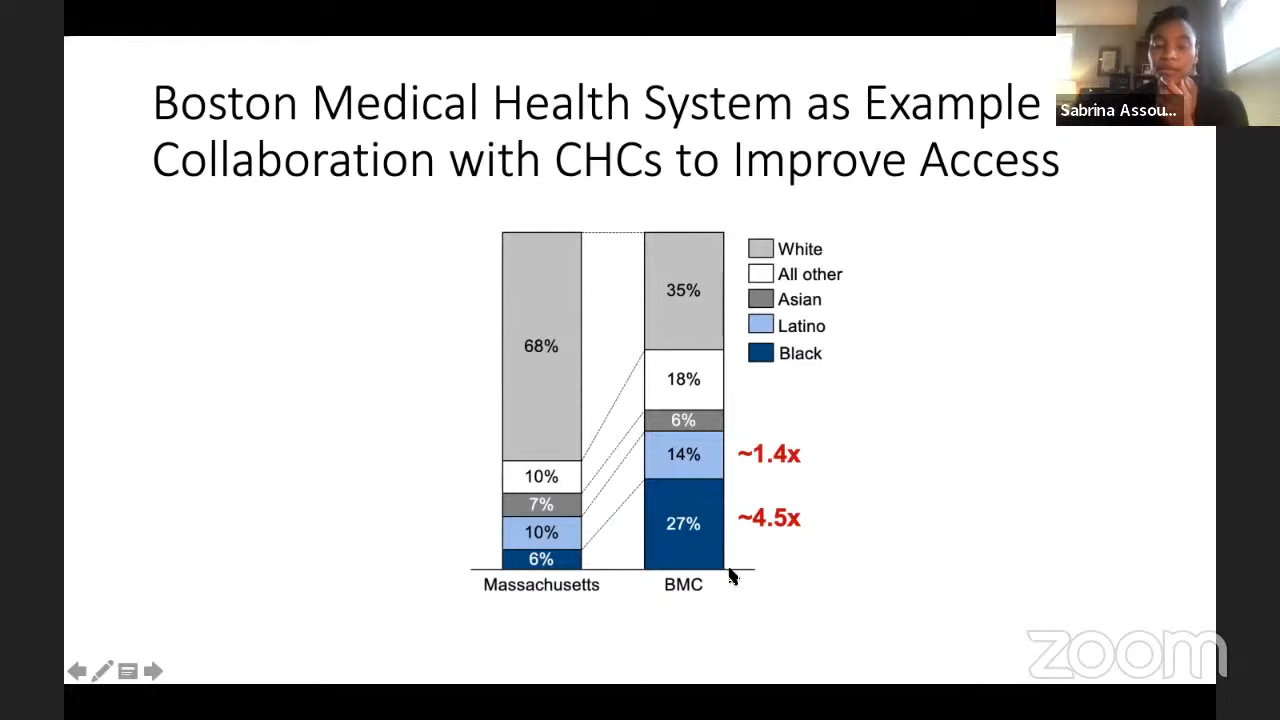 Boston Medical Health System as Example
Collaboration with CHCs to Improve Access
Sabrina Assou...
White
All other
Asian
Latino
Black
68%
10%
7%
10%
6%
35%
18%
6%
14%
27%
~1.4x
~4.5x
Massachusetts
BMC
zoom